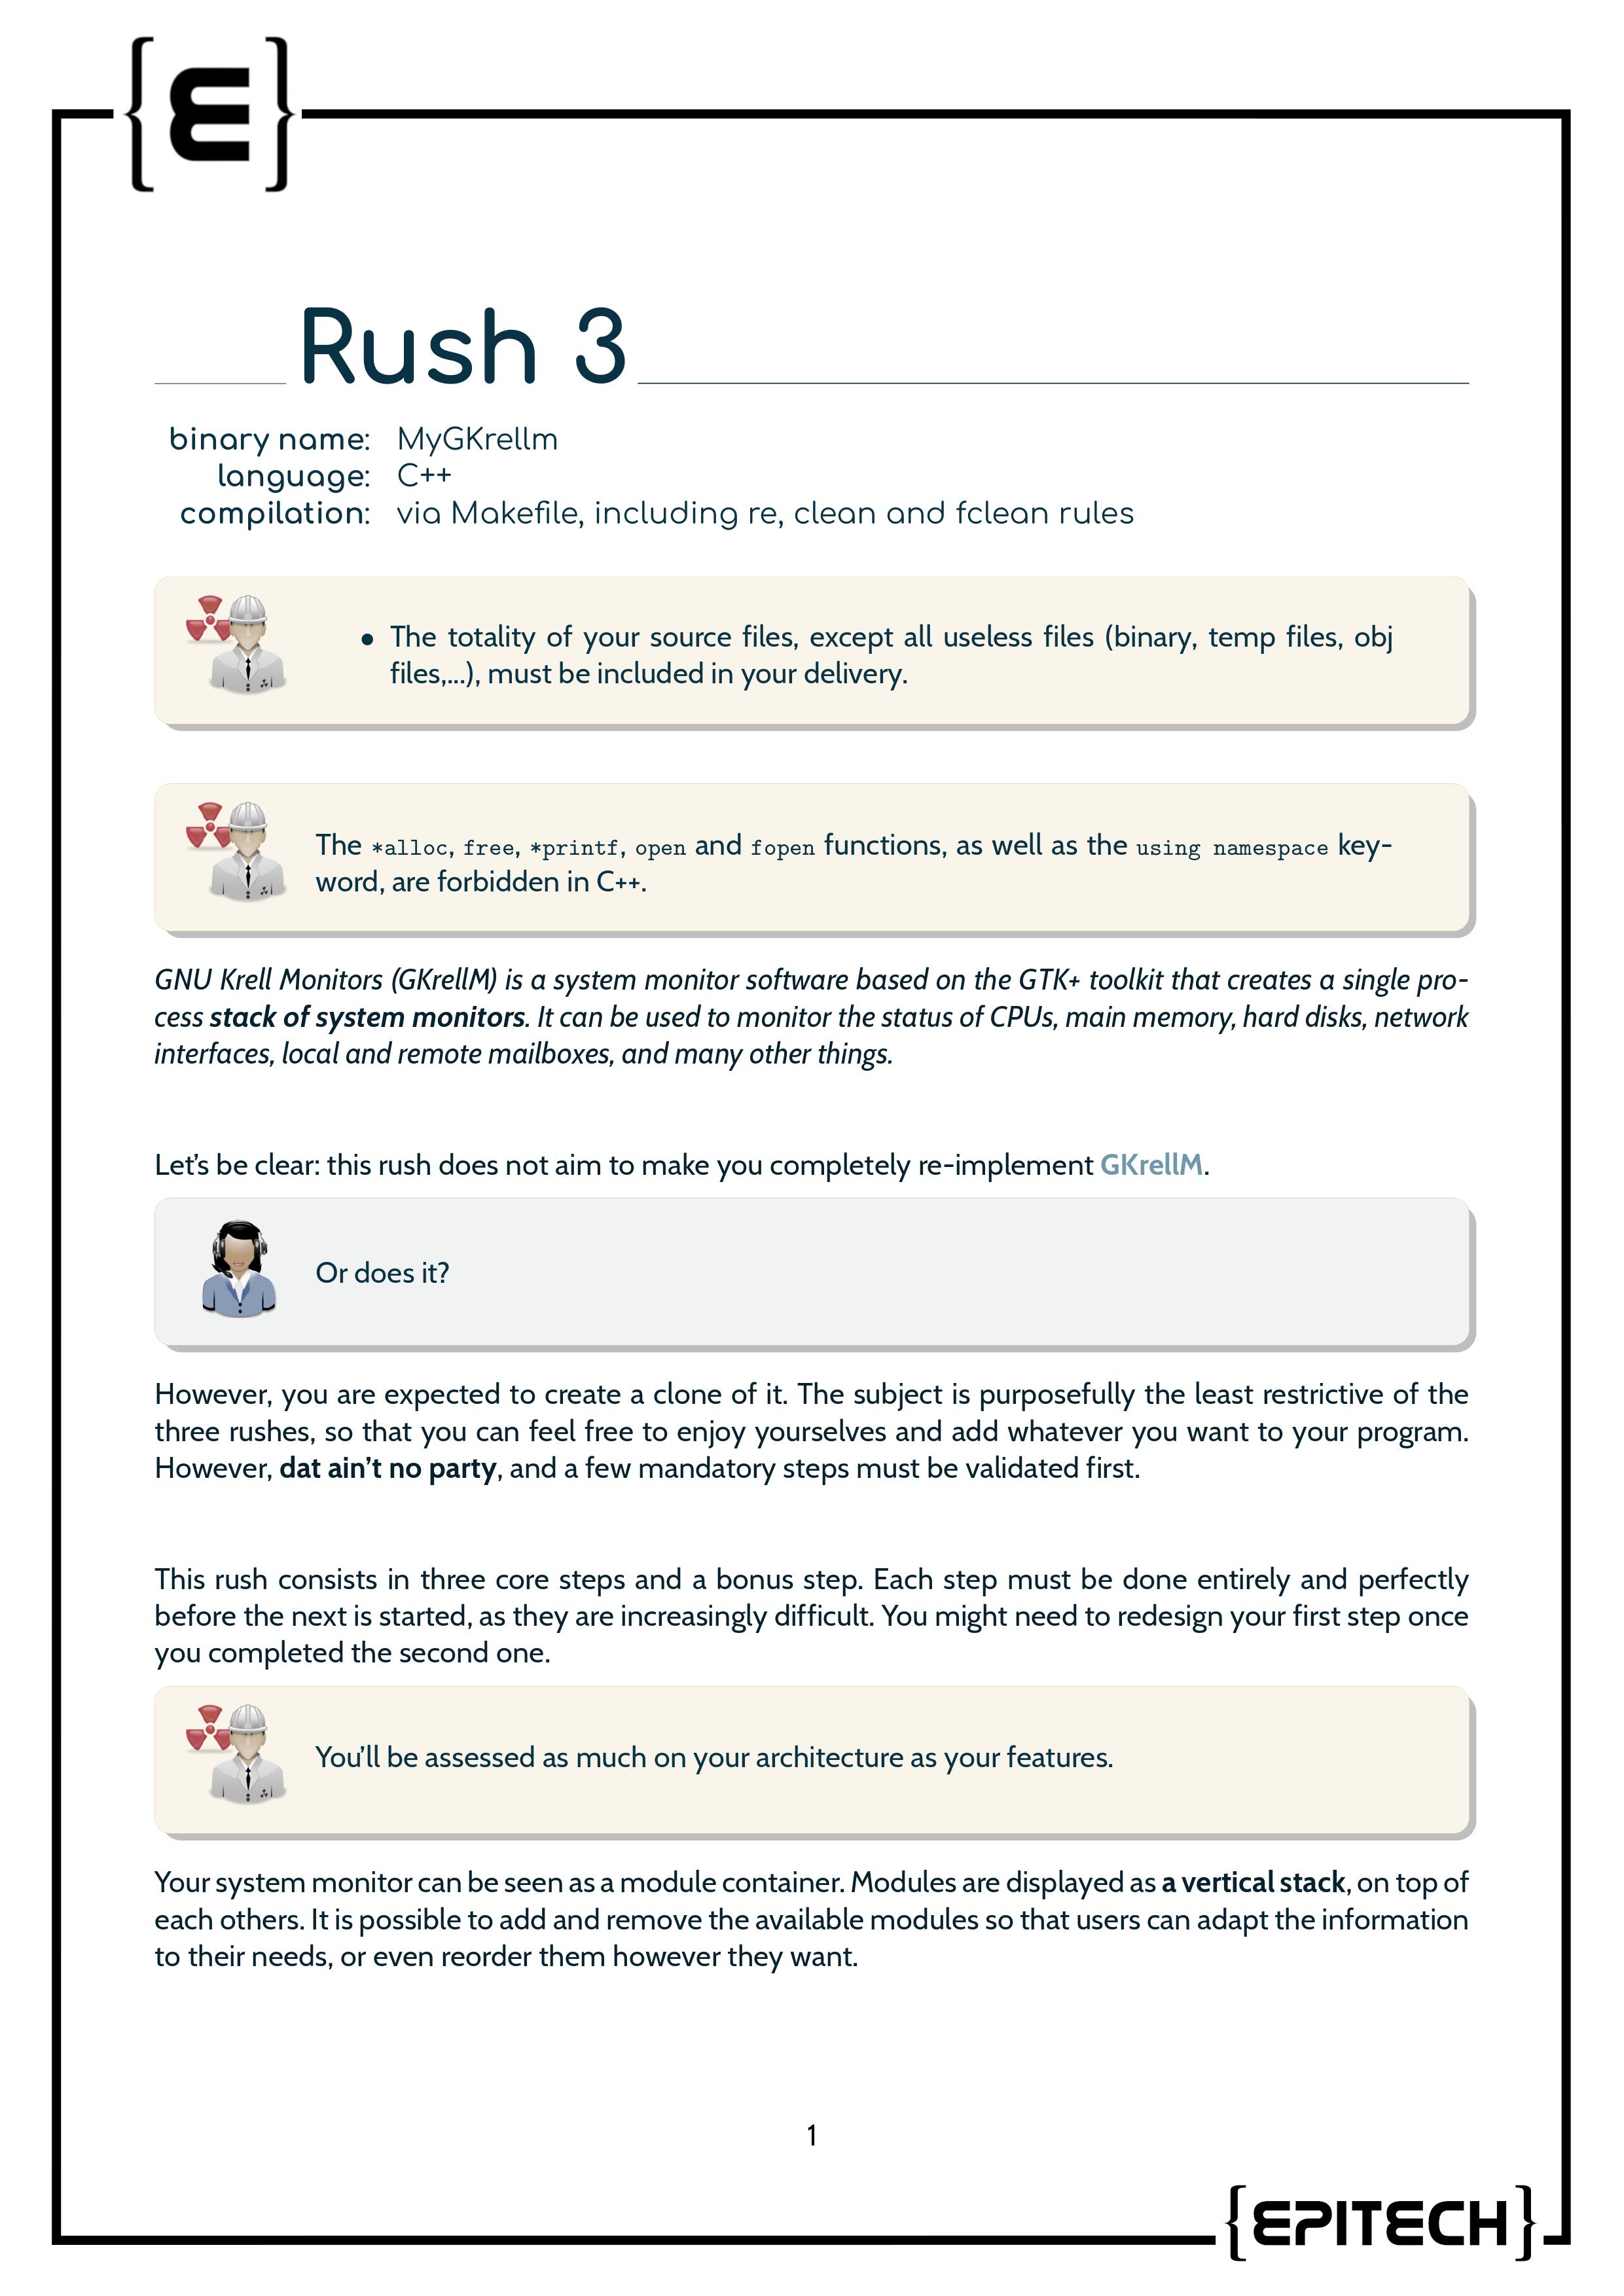 {E}
Rush 3
binary name: MyGKrellm
language: C++
compilation: via Makefile, including re, clean and fclean rules
• The totality of your source files, except all useless files (binary, temp files, obj
files,...), must be included in your delivery.
The *alloc, free, *printf, open and fopen functions, as well as the using namespace key-
word, are forbidden in C++.
GNU Krell Monitors (GKrellM) is a system monitor software based on the GTK+ toolkit that creates a single pro-
cess stack of system monitors. It can be used to monitor the status of CPUs, main memory, hard disks, network
interfaces, local and remote mailboxes, and many other things.
Let's be clear: this rush does not aim to make you completely re-implement GKrellM.
Or does it?
However, you are expected to create a clone of it. The subject is purposefully the least restrictive of the
three rushes, so that you can feel free to enjoy yourselves and add whatever you want to your program.
However, dat ain't no party, and a few mandatory steps must be validated first.
This rush consists in three core steps and a bonus step. Each step must be done entirely and perfectly
before the next is started, as they are increasingly difficult. You might need to redesign your first step once
you completed the second one.
You'll be assessed as much on your architecture as your features.
Your system monitor can be seen as a module container. Modules are displayed as a vertical stack, on top of
each others. It is possible to add and remove the available modules so that users can adapt the information
to their needs, or even reorder them however they want.
1
{EPITECH}